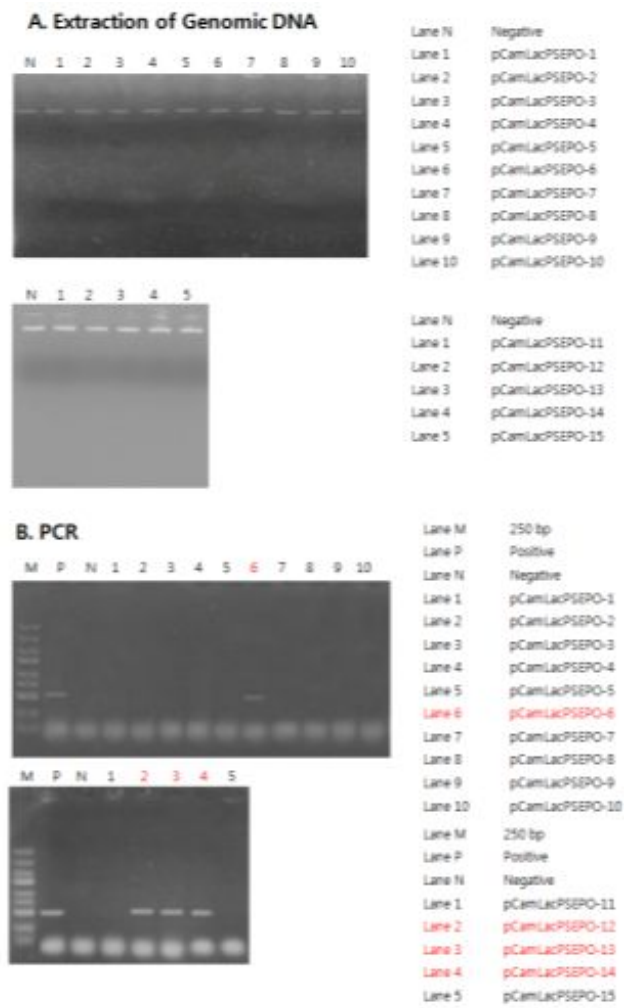 A. Extraction of Genomic DNA
N 1 2 3 4 5 6 7 8 9 10
Lane N Negative
Lane 1 pCamLacPSEPO-1
Lane 2 pCamLacPSEPO-2
Lane 3 pCamLacPSEPO-3
Lane 4 pCamLacPSEPO-4
Lane 5 pCamLacPSEPO-5
Lane 6 pCamLacPSEPO-6
Lane 7 pCamLacPSEPO-7
Lane 8 pCamLacPSEPO-8
Lane 9 pCamLacPSEPO-9
Lane 10 pCamLacPSEPO-10
N 1 2 3 4 5
Lane N Negative
Lane 1 pCamLacPSEPO-11
Lane 2 pCamLacPSEPO-12
Lane 3 pCamLacPSEPO-13
Lane 4 pCamLacPSEPO-14
Lane 5 pCamLacPSEPO-15
B. PCR
M P N 1 2 3 4 5 6 7 8 9 10
Lane M 250 bp
Lane P Positive
Lane N Negative
Lane 1 pCamLacPSEPO-1
Lane 2 pCamLacPSEPO-2
Lane 3 pCamLacPSEPO-3
Lane 4 pCamLacPSEPO-4
Lane 5 pCamLacPSEPO-5
Lane 6 pCamLacPSEPO-6
Lane 7 pCamLacPSEPO-7
Lane 8 pCamLacPSEPO-8
Lane 9 pCamLacPSEPO-9
Lane 10 pCamLacPSEPO-10
M P N 1 2 3 4 5
Lane M 250 bp
Lane P Positive
Lane N Negative
Lane 1 pCamLacPSEPO-11
Lane 2 pCamLacPSEPO-12
Lane 3 pCamLacPSEPO-13
Lane 4 pCamLacPSEPO-14
Lane 5 pCamLacPSEPO-15